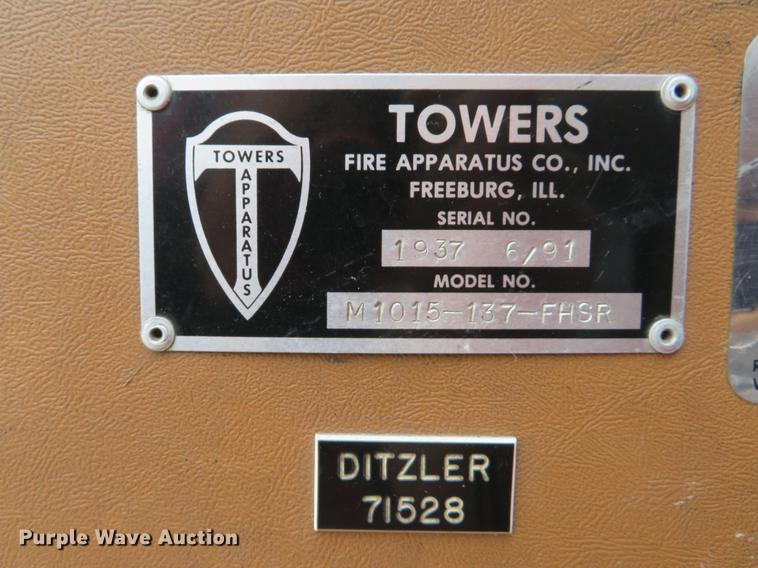 TOWERS
APPARATUS
TOWERS
FIRE APPARATUS CO., INC.
FREEBURG, ILL.
SERIAL NO.
1937 6/91
MODEL NO.
M1015-137-FHSR
DITZLER
71528
Purple Wave Auction